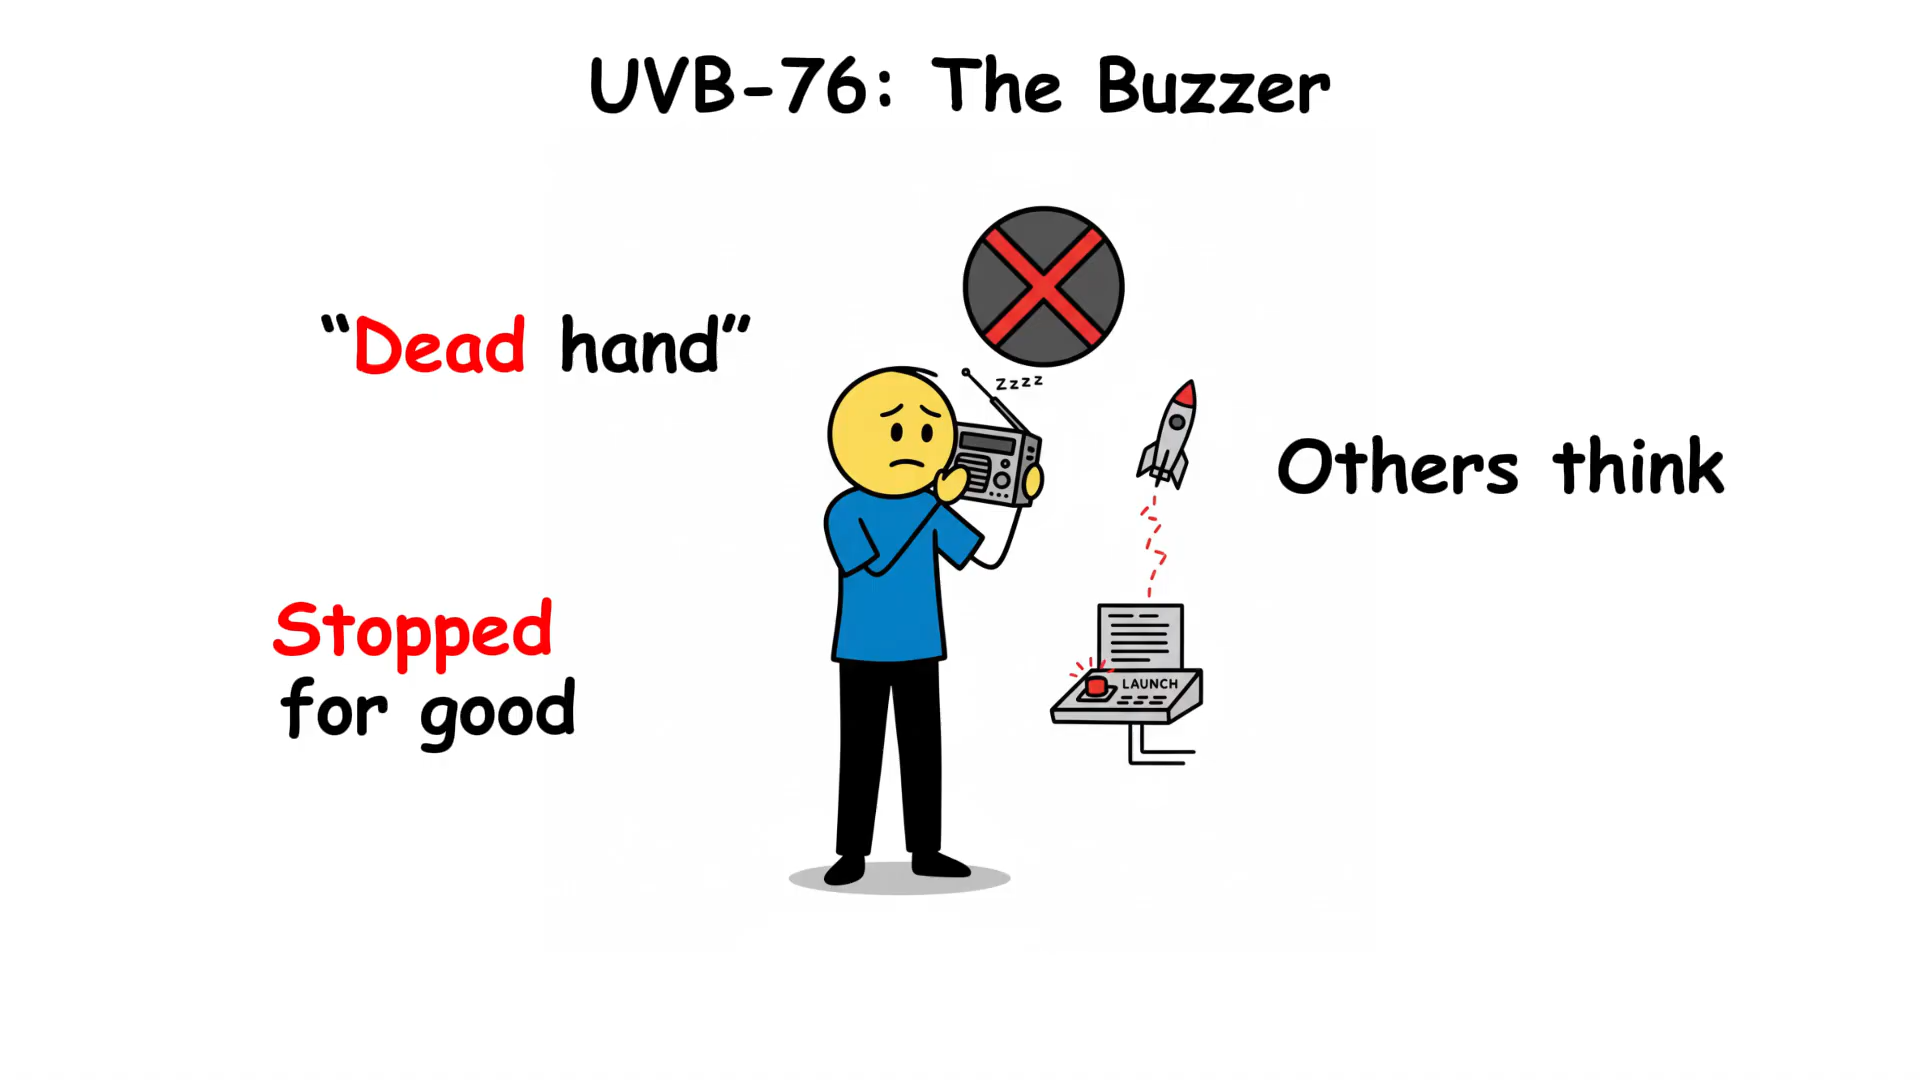 UVB-76: The Buzzer
“Dead hand”
zzzz
Others think
Stopped
for good
LAUNCH